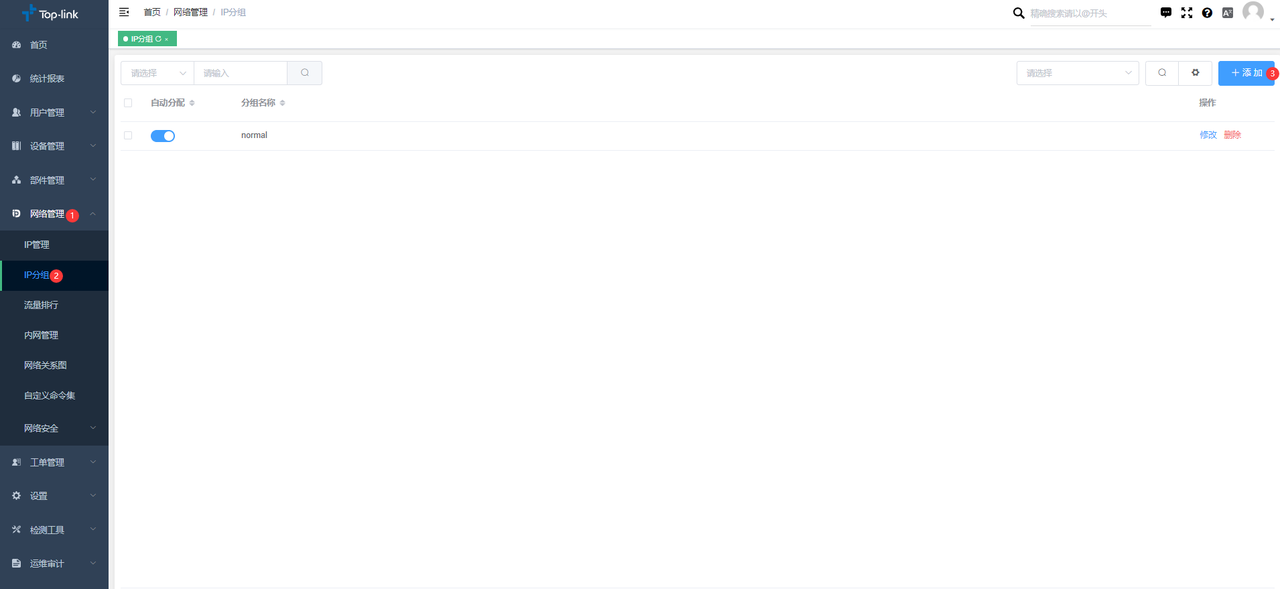 Top-link
首页 / 网络管理 / IP分组
精确搜索请以@开头
IP分组
首页
统计报表
用户管理
设备管理
部件管理
网络管理 1
IP管理
IP分组 2
流量排行
内网管理
网络关系图
自定义命令集
网络安全
工单管理
设置
检测工具
运维审计
请选择 请输入 请选择 + 添加 3
自动分配 分组名称 操作
normal 修改 删除